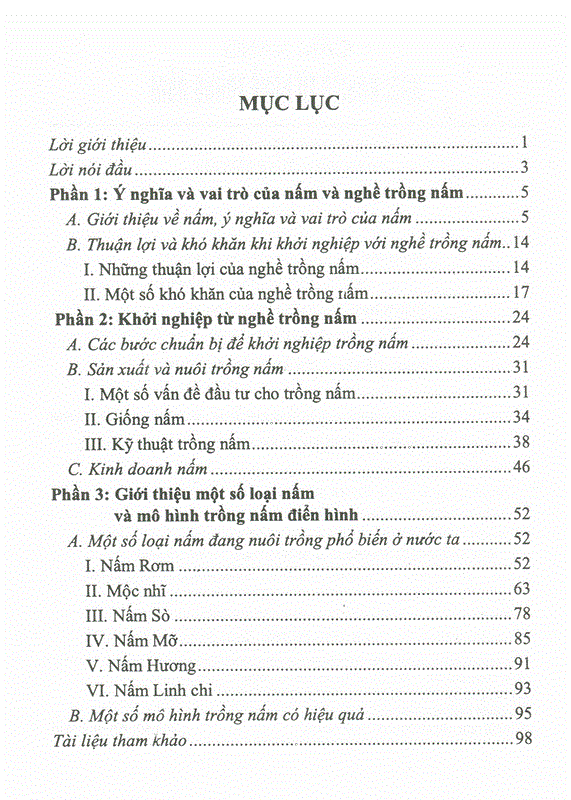 MỤC LỤC
Lời giới thiệu...1
Lời nói đầu...3
Phần 1: Ý nghĩa và vai trò của nấm và nghề trồng nấm...5
A. Giới thiệu về nấm, ý nghĩa và vai trò của nấm...5
B. Thuận lợi và khó khăn khi khởi nghiệp với nghề trồng nấm..14
I. Những thuận lợi của nghề trồng nấm...14
II. Một số khó khăn của nghề trồng nấm...17
Phần 2: Khởi nghiệp từ nghề trồng nấm...24
A. Các bước chuẩn bị để khởi nghiệp trồng nấm...24
B. Sản xuất và nuôi trồng nấm...31
I. Một số vấn đề đầu tư cho trồng nấm...31
II. Giống nấm...34
III. Kỹ thuật trồng nấm...38
C. Kinh doanh nấm...46
Phần 3: Giới thiệu một số loại nấm
và mô hình trồng nấm điển hình...52
A. Một số loại nấm đang nuôi trồng phổ biến ở nước ta...52
I. Nấm Rơm...52
II. Mộc nhĩ...63
III. Nấm Sò...78
IV. Nấm Mỡ...85
V. Nấm Hương...91
VI. Nấm Linh chi...93
B. Một số mô hình trồng nấm có hiệu quả...95
Tài liệu tham khảo...98